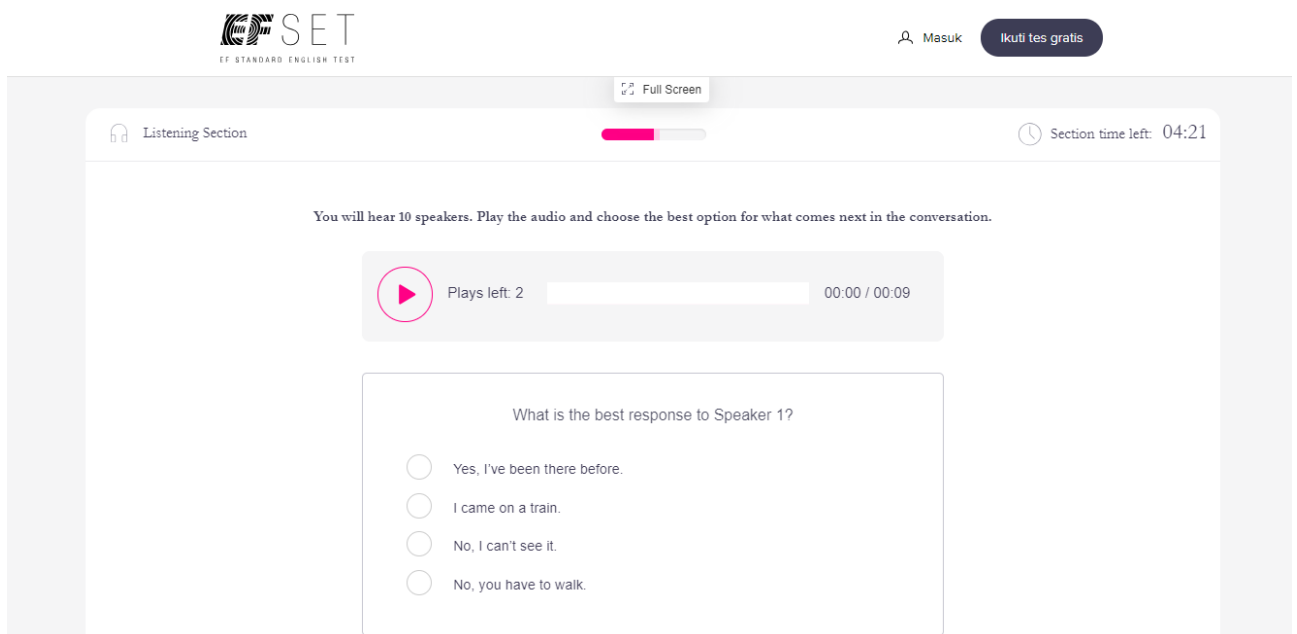 EF SET
EF STANDARD ENGLISH TEST
Masuk
Ikuti tes gratis
Full Screen
Listening Section
Section time left: 04:21
You will hear 10 speakers. Play the audio and choose the best option for what comes next in the conversation.
Plays left: 2
00:00 / 00:09
What is the best response to Speaker 1?
Yes, I've been there before.
I came on a train.
No, I can't see it.
No, you have to walk.